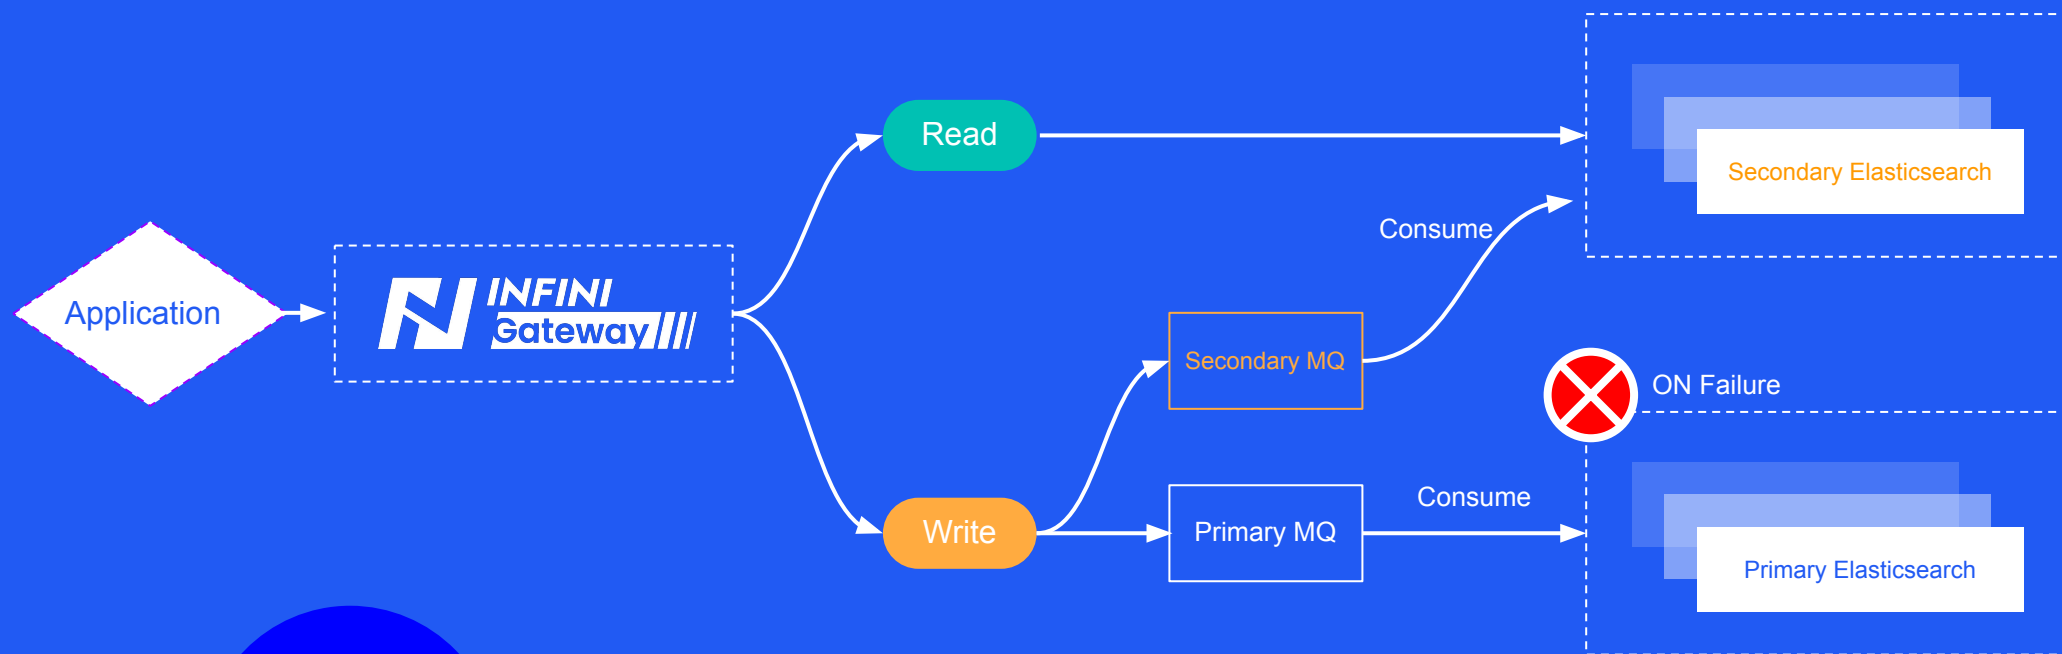 Application
INFINI
Gateway
Read
Write
Consume
Secondary MQ
Primary MQ
Consume
Secondary Elasticsearch
ON Failure
Primary Elasticsearch